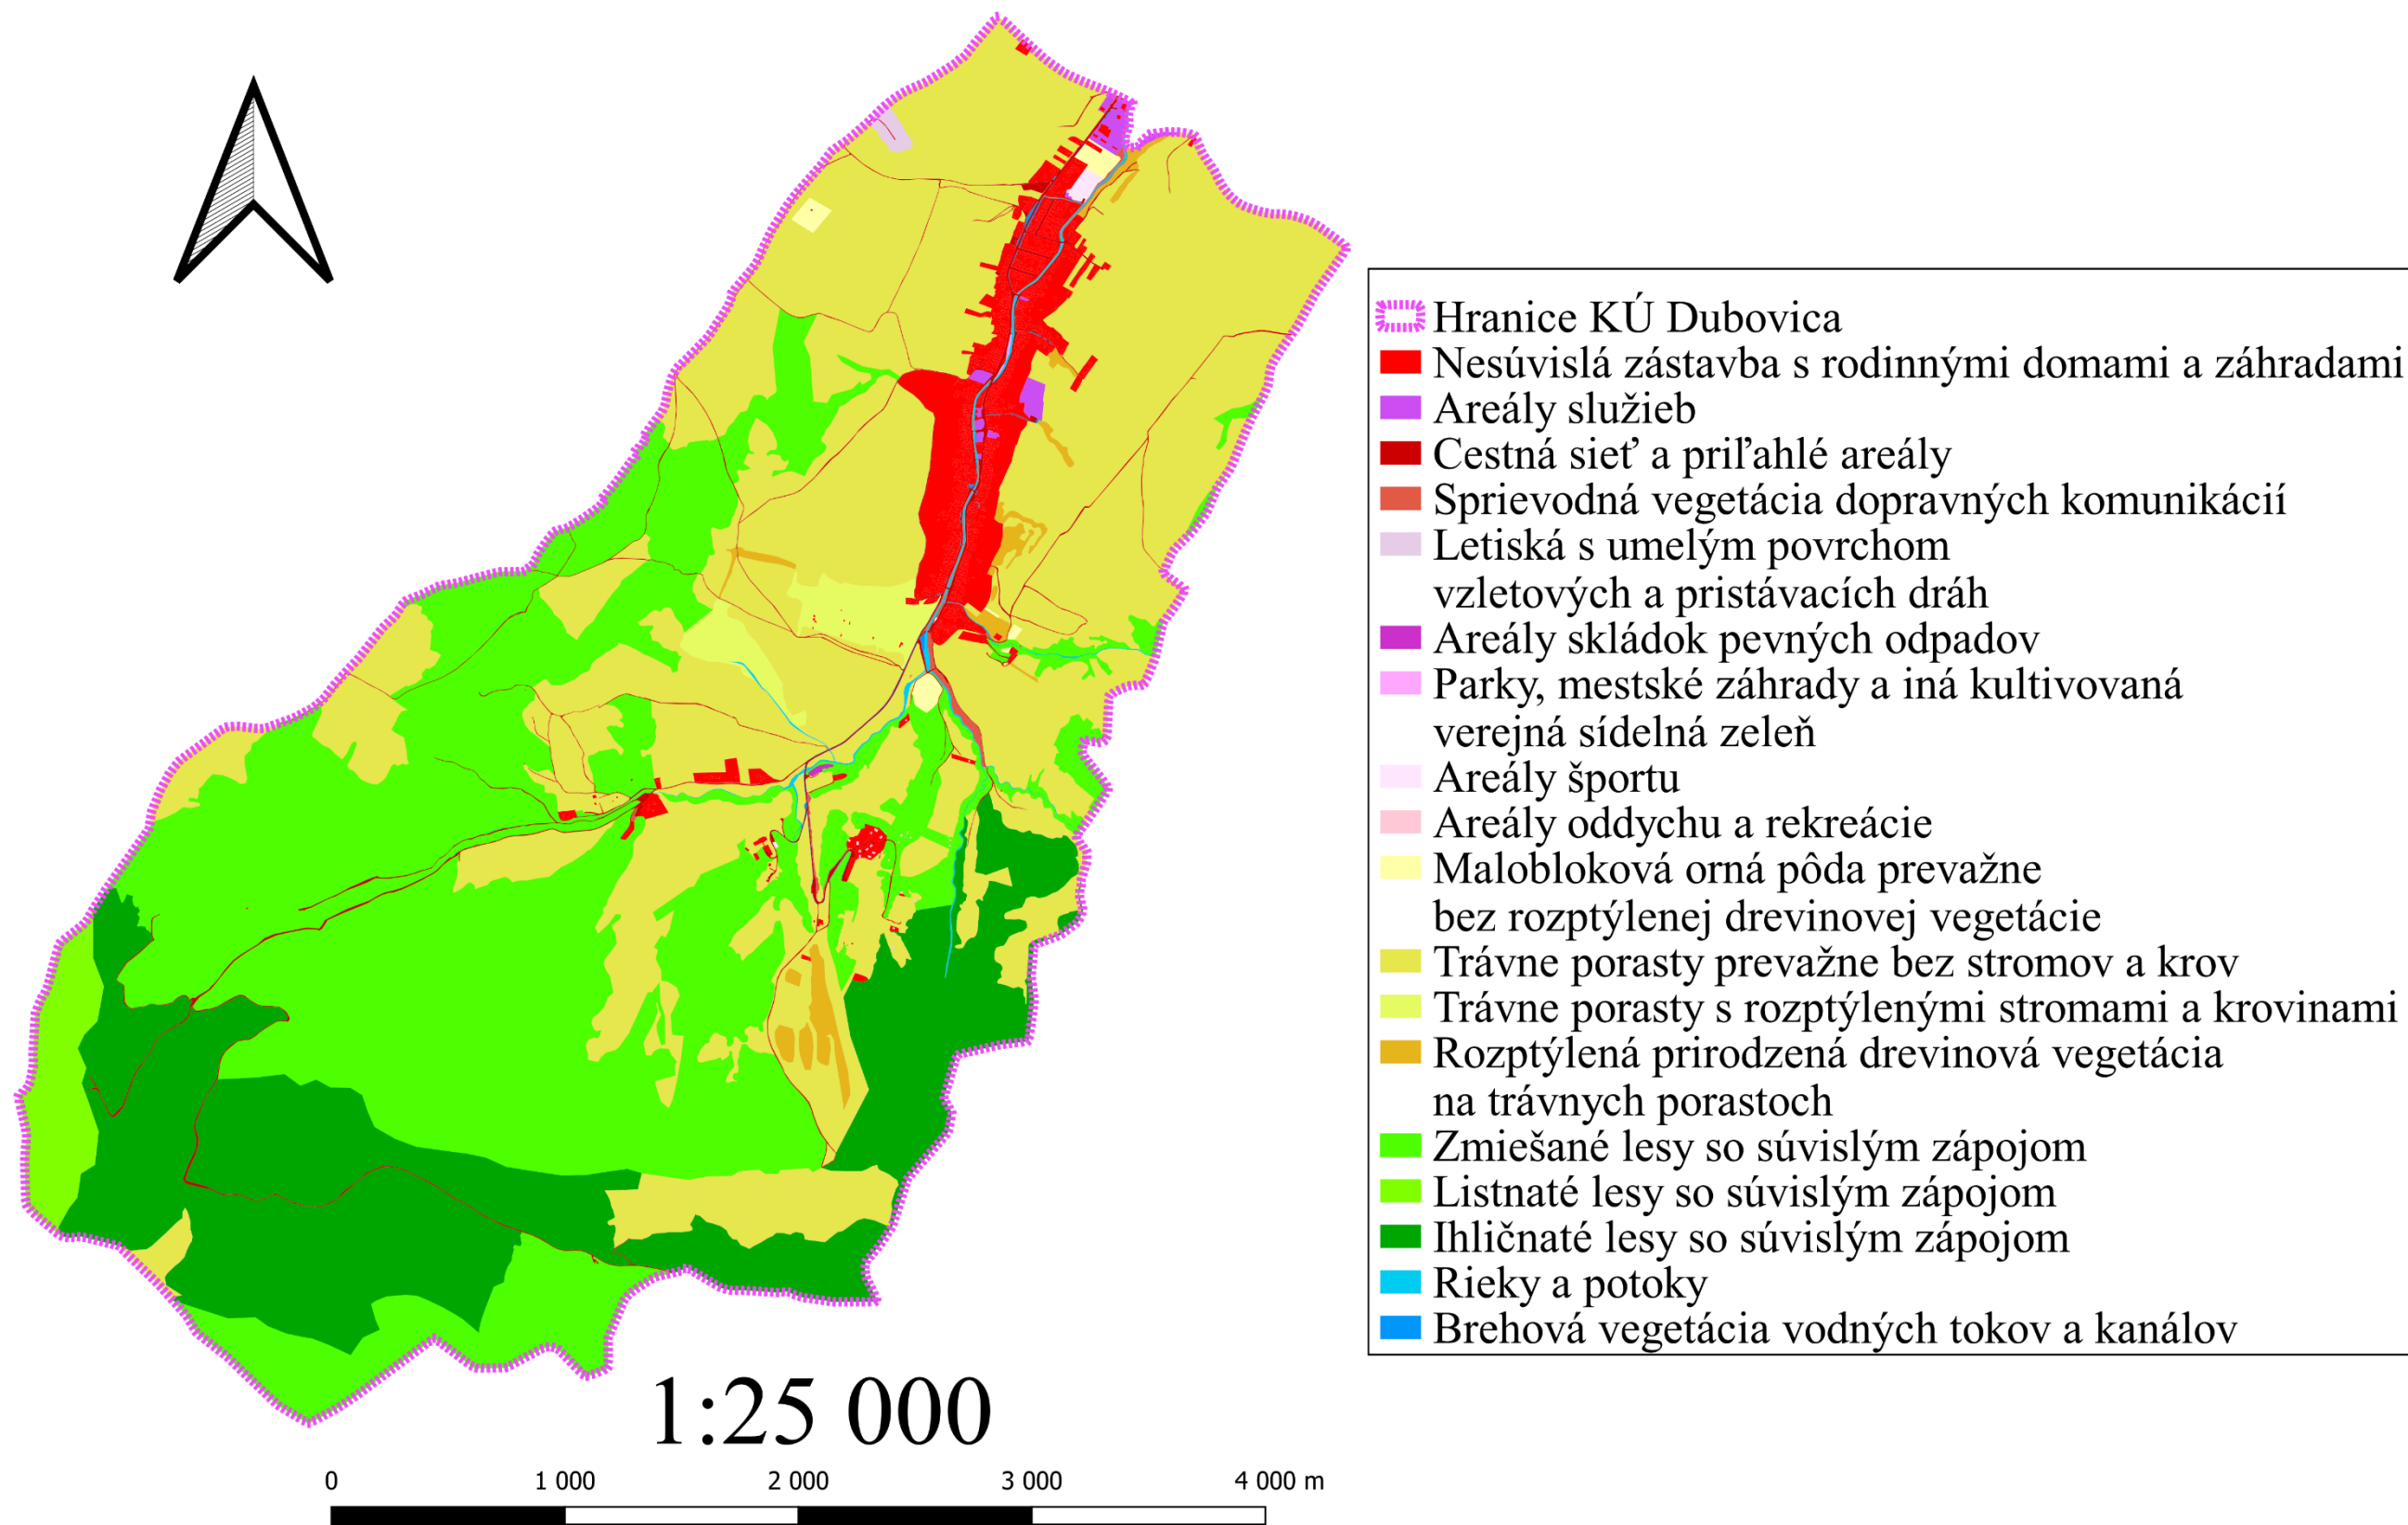 Hranice KÚ Dubovica
Nesúvislá zástavba s rodinnými domami a záhradami
Areály služieb
Cestná sieť a priľahlé areály
Sprievodná vegetácia dopravných komunikácií
Letiská s umelým povrchom
vzletových a pristávacích dráh
Areály skládok pevných odpadov
Parky, mestské záhrady a iná kultivovaná
verejná sídelná zeleň
Areály športu
Areály oddychu a rekreácie
Malobloková orná pôda prevažne
bez rozptýlenej drevinovej vegetácie
Trávne porasty prevažne bez stromov a krov
Trávne porasty s rozptýlenými stromami a krovinami
Rozptýlená prirodzená drevinová vegetácia
na trávnych porastoch
Zmiešané lesy so súvislým zápojom
Listnaté lesy so súvislým zápojom
Ihličnaté lesy so súvislým zápojom
Rieky a potoky
Brehová vegetácia vodných tokov a kanálov
1:25 000
0 1 000 2 000 3 000 4 000 m